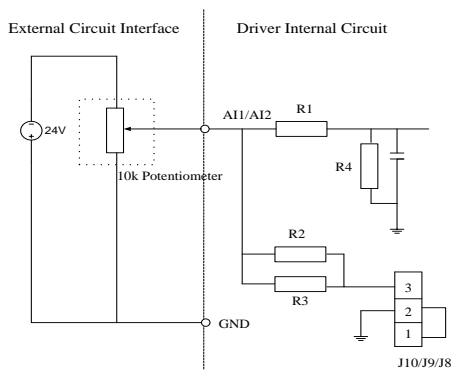 External Circuit Interface
Driver Internal Circuit
24V
AI1/AI2
R1
R4
10k Potentiometer
R2
R3
3
2
1
GND
J10/J9/J8